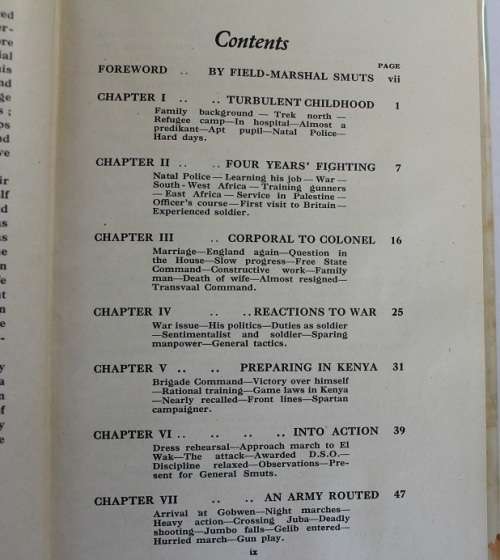 Contents
PAGE
FOREWORD .. BY FIELD-MARSHAL SMUTS vii
CHAPTER I .. .. TURBULENT CHILDHOOD 1
Family background — Trek north —
Refugee camp—In hospital—Almost a
predikant—Apt pupil—Natal Police—
Hard days.
CHAPTER II .. .. FOUR YEARS' FIGHTING 7
Natal Police — Learning his job — War —
South-West Africa — Training gunners
— East Africa — Service in Palestine —
Officer's course — First visit to Britain —
Experienced soldier.
CHAPTER III .. CORPORAL TO COLONEL 16
Marriage—England again—Question in
the House—Slow progress—Free State
Command—Constructive work—Family
man—Death of wife—Almost resigned—
Transvaal Command.
CHAPTER IV .. .. REACTIONS TO WAR 25
War issue—His politics—Duties as soldier
—Sentimentalist and soldier—Sparing
manpower—General tactics.
CHAPTER V .. .. PREPARING IN KENYA 31
Brigade Command—Victory over himself
—Rational training—Game laws in Kenya
—Nearly recalled—Front lines—Spartan
campaigner.
CHAPTER VI .. .. .. .. INTO ACTION 39
Dress rehearsal—Approach march to El
Wak—The attack—Awarded D.S.O.—
Discipline relaxed—Observations—Pre-
sent for General Smuts.
CHAPTER VII .. .. AN ARMY ROUTED 47
Arrival at Gobwen—Night marches—
Heavy action—Crossing Juba—Deadly
shooting—Jumbo falls—Gelib entered—
Hurried march—Gun play.
ix